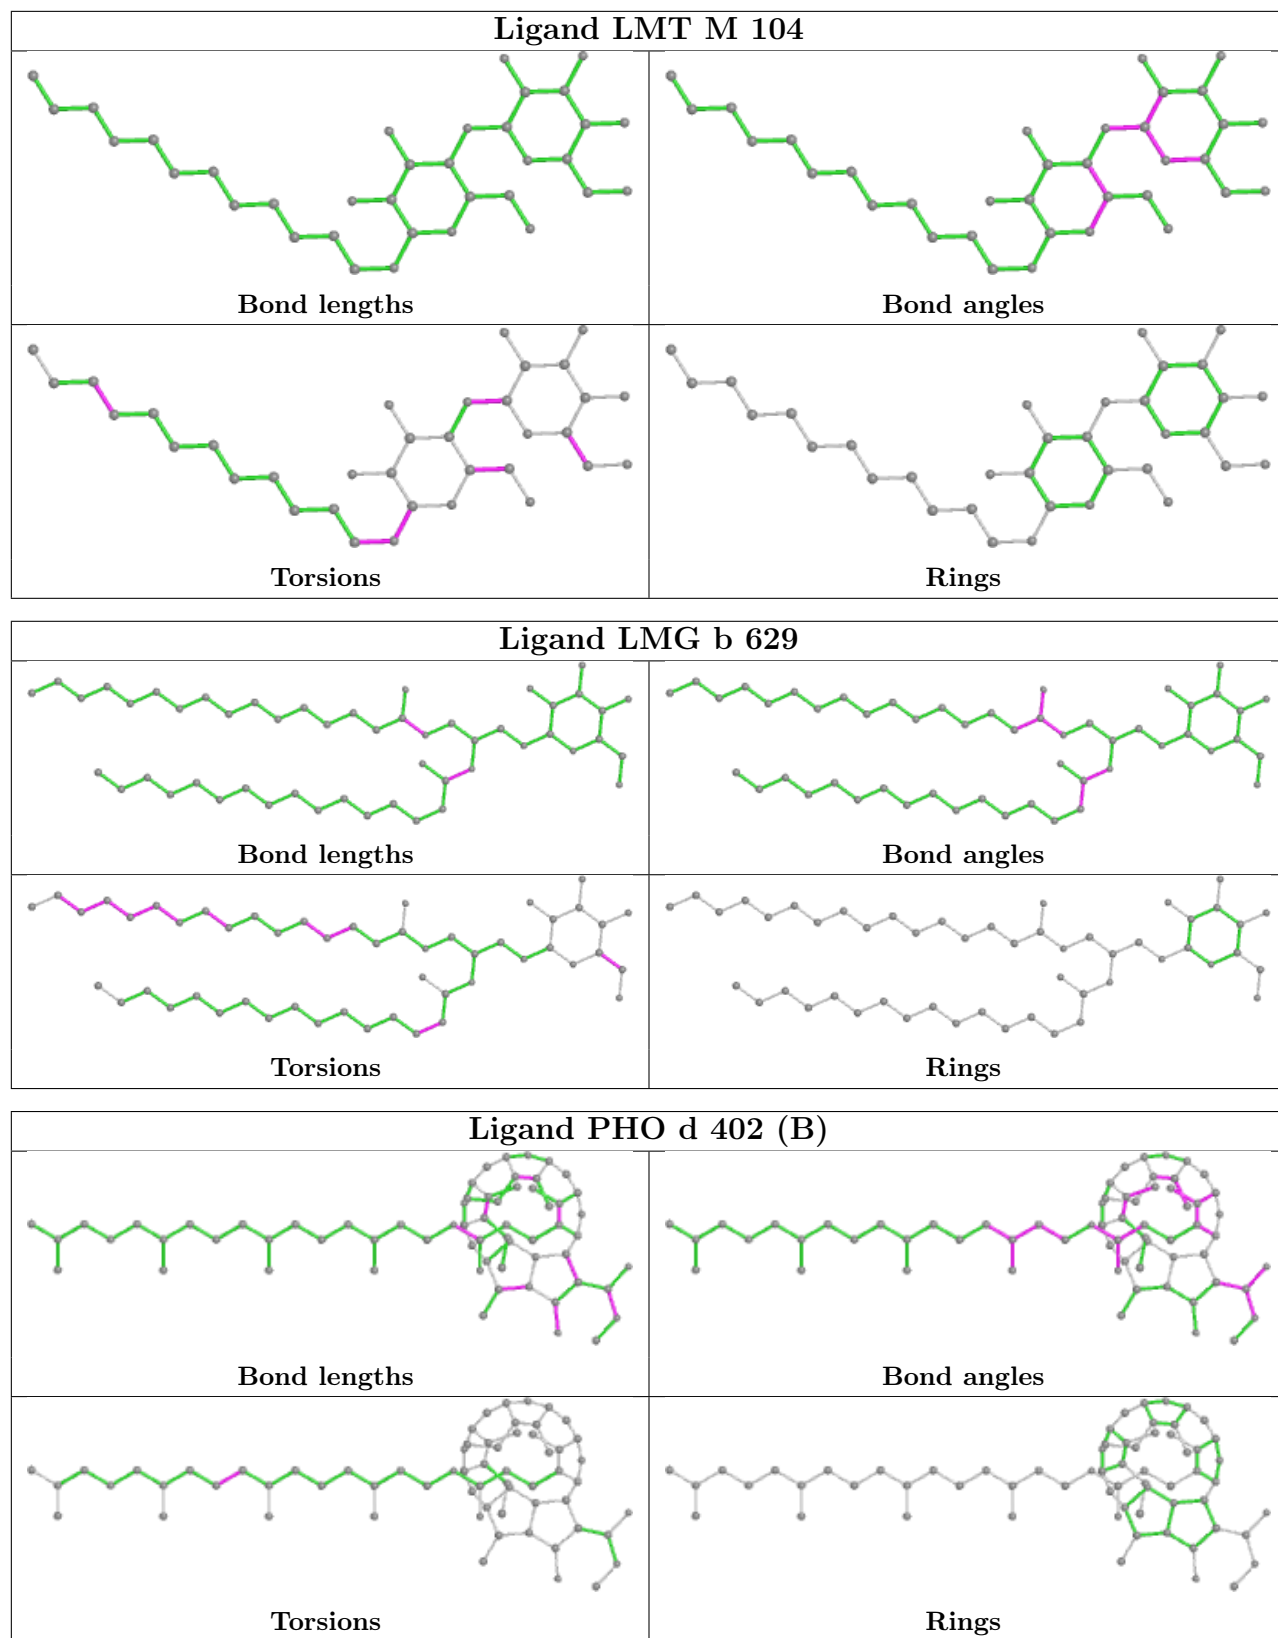 Ligand LMT M 104
Bond lengths
Bond angles
Torsions
Rings
Ligand LMG b 629
Bond lengths
Bond angles
Torsions
Rings
Ligand PHO d 402 (B)
Bond lengths
Bond angles
Torsions
Rings